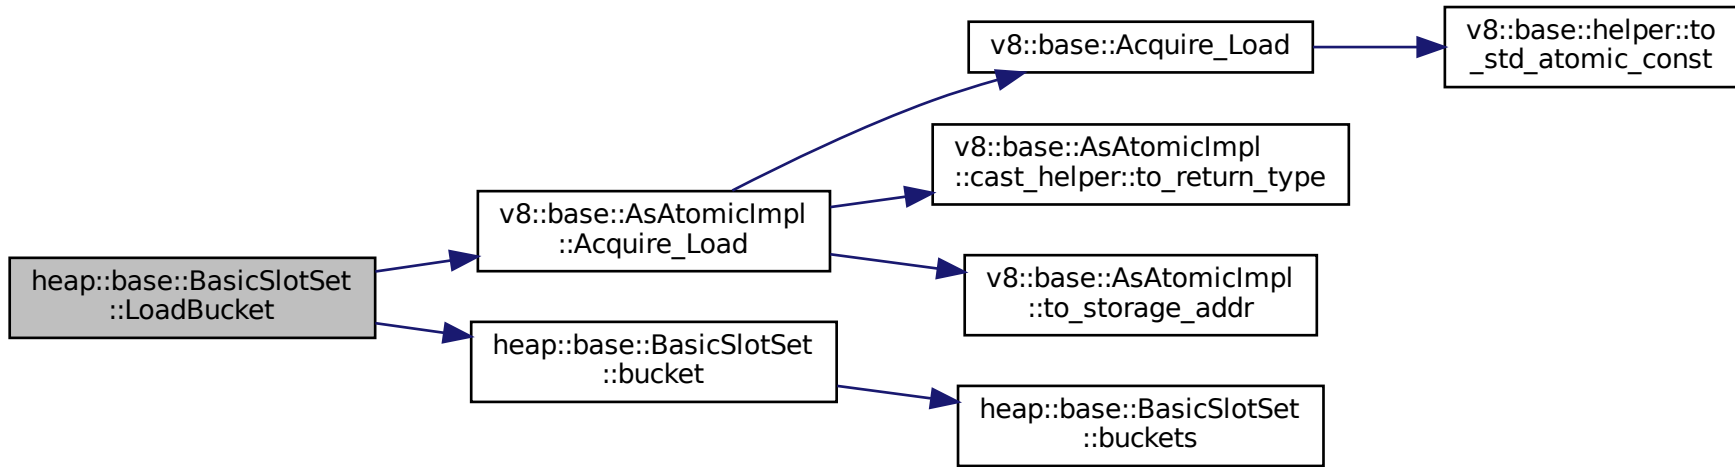 heap::base::BasicSlotSet
::LoadBucket
v8::base::AsAtomicImpl
::Acquire_Load
heap::base::BasicSlotSet
::bucket
v8::base::Acquire_Load
v8::base::AsAtomicImpl
::cast_helper::to_return_type
v8::base::AsAtomicImpl
::to_storage_addr
heap::base::BasicSlotSet
::buckets
v8::base::helper::to
_std_atomic_const